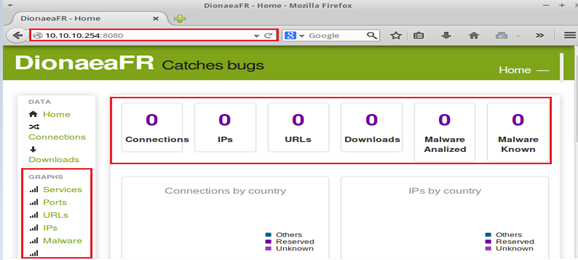 DionaeaFR - Home - Mozilla Firefox
DionaeaFR - Home
10.10.10.254:8080
Google
DionaeaFR Catches bugs
Home —
DATA
Home
Connections
Downloads
GRAPHS
Services
Ports
URLs
IPs
Malware
0 0 0 0 0 0
Connections IPs URLs Downloads Malware Analized Malware Known
Connections by country
Others
Reserved
Unknown
IPs by country
Others
Reserved
Unknown